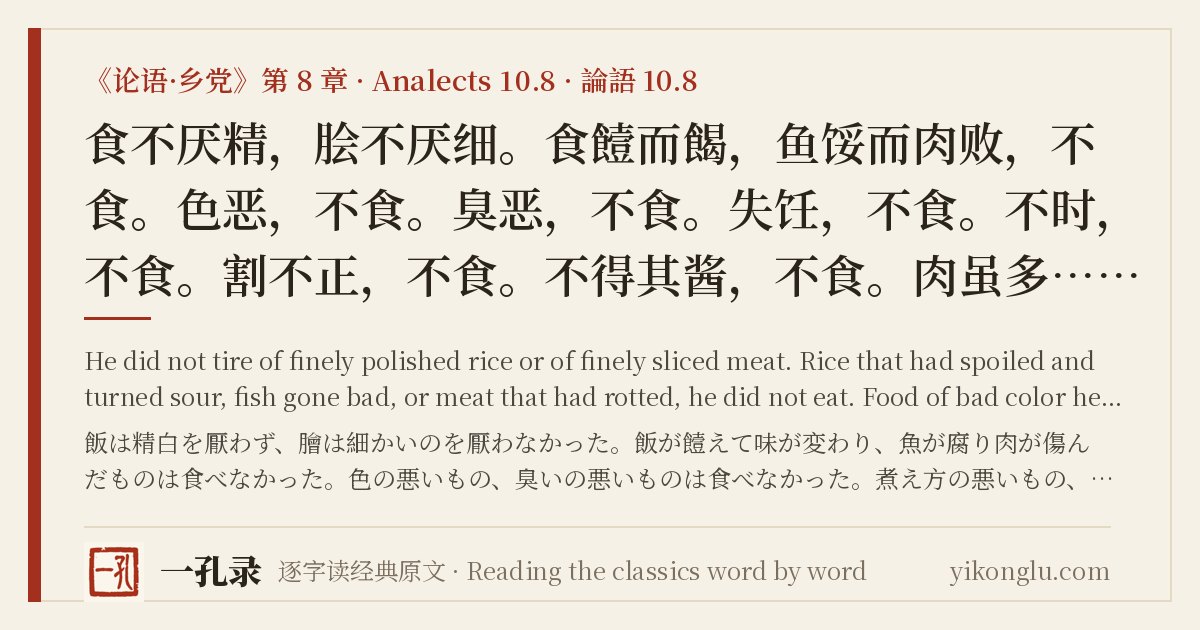 《论语·乡党》第 8 章 · Analects 10.8 · 論語 10.8
食不厌精，脍不厌细。食饐而餲，鱼馁而肉败，不
食。色恶，不食。臭恶，不食。失饪，不食。不时，
不食。割不正，不食。不得其酱，不食。肉虽多……
He did not tire of finely polished rice or of finely sliced meat. Rice that had spoiled and
turned sour, fish gone bad, or meat that had rotted, he did not eat. Food of bad color he...
飯は精白を厭わず、膾は細かいのを厭わなかった。飯が饐えて味が変わり、魚が腐り肉が傷ん
だものは食べなかった。色の悪いもの、臭いの悪いものは食べなかった。煮え方の悪いもの、…
一孔
一孔录 逐字读经典原文 · Reading the classics word by word yikonglu.com